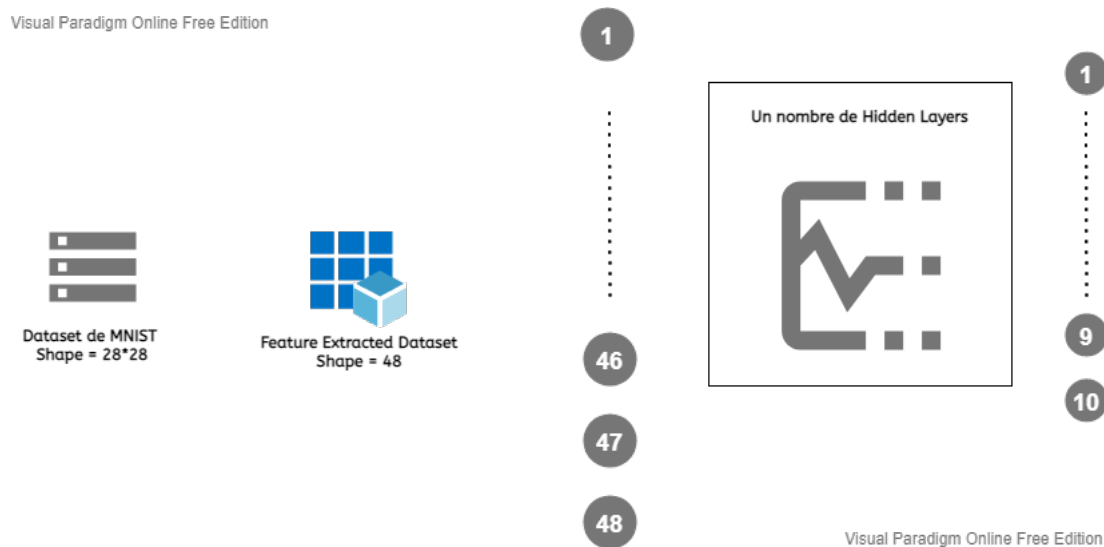 Visual Paradigm Online Free Edition
1
1
Un nombre de Hidden Layers
Dataset de MNIST
Shape = 28*28
Feature Extracted Dataset
Shape = 48
46
47
48
9
10
Visual Paradigm Online Free Edition